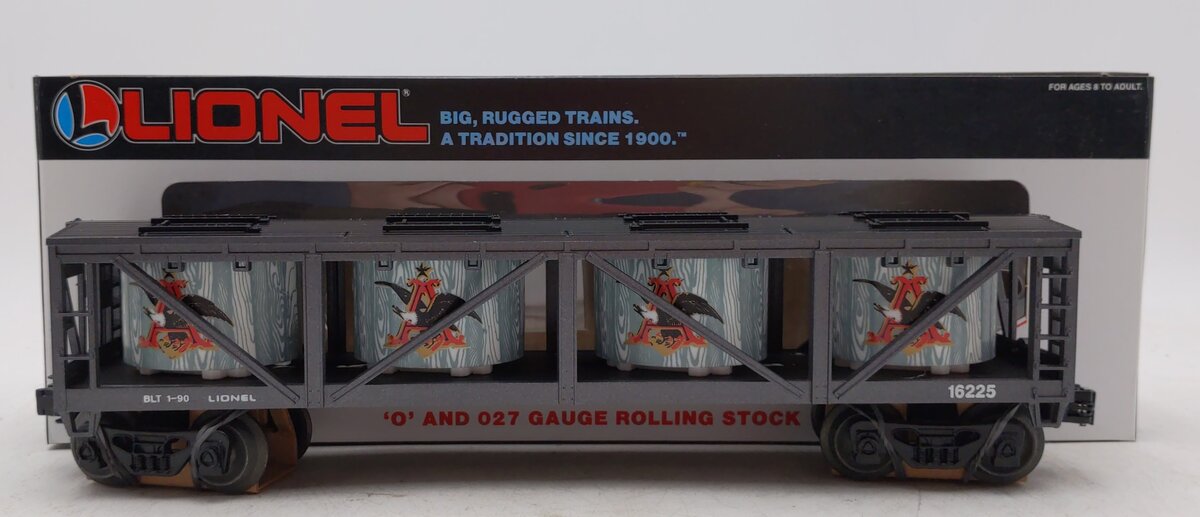 LIONEL®
BIG, RUGGED TRAINS.
A TRADITION SINCE 1900.™
FOR AGES 8 TO ADULT.
BLT 1-90 LIONEL
16225
'O' AND 027 GAUGE ROLLING STOCK